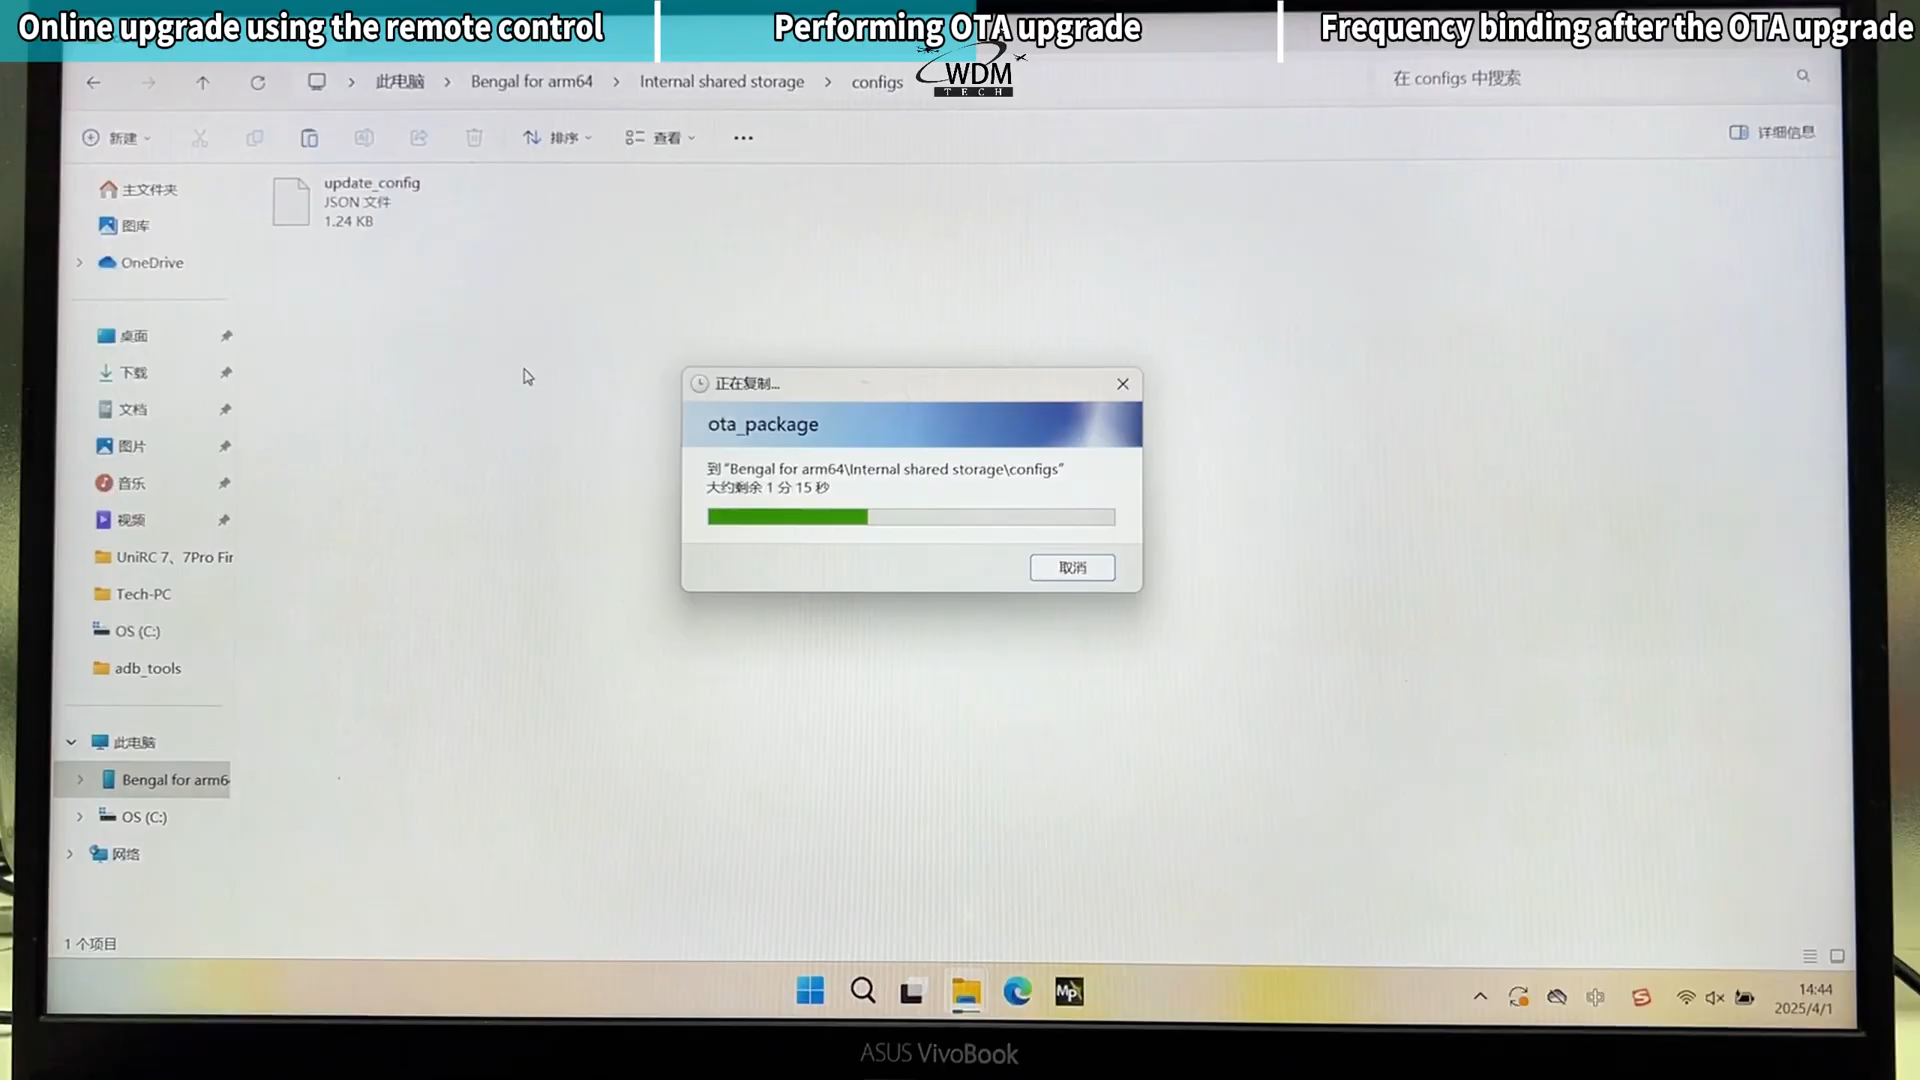 Online upgrade using the remote control
Performing OTA upgrade
Frequency binding after the OTA upgrade
WDM
TECH
此电脑
Bengal for arm64
Internal shared storage
configs
在 configs 中搜索
新建
排序
查看
详细信息
主文件夹
图库
OneDrive
桌面
下载
文档
图片
音乐
视频
UniRC 7、7Pro Fir
Tech-PC
OS (C:)
adb_tools
此电脑
Bengal for arm6
OS (C:)
网络
update_config
JSON 文件
1.24 KB
正在复制...
ota_package
到 "Bengal for arm64\Internal shared storage\configs"
大约剩余 1 分 15 秒
取消
1 个项目
Mp
14:44
2025/4/1
ASUS VivoBook